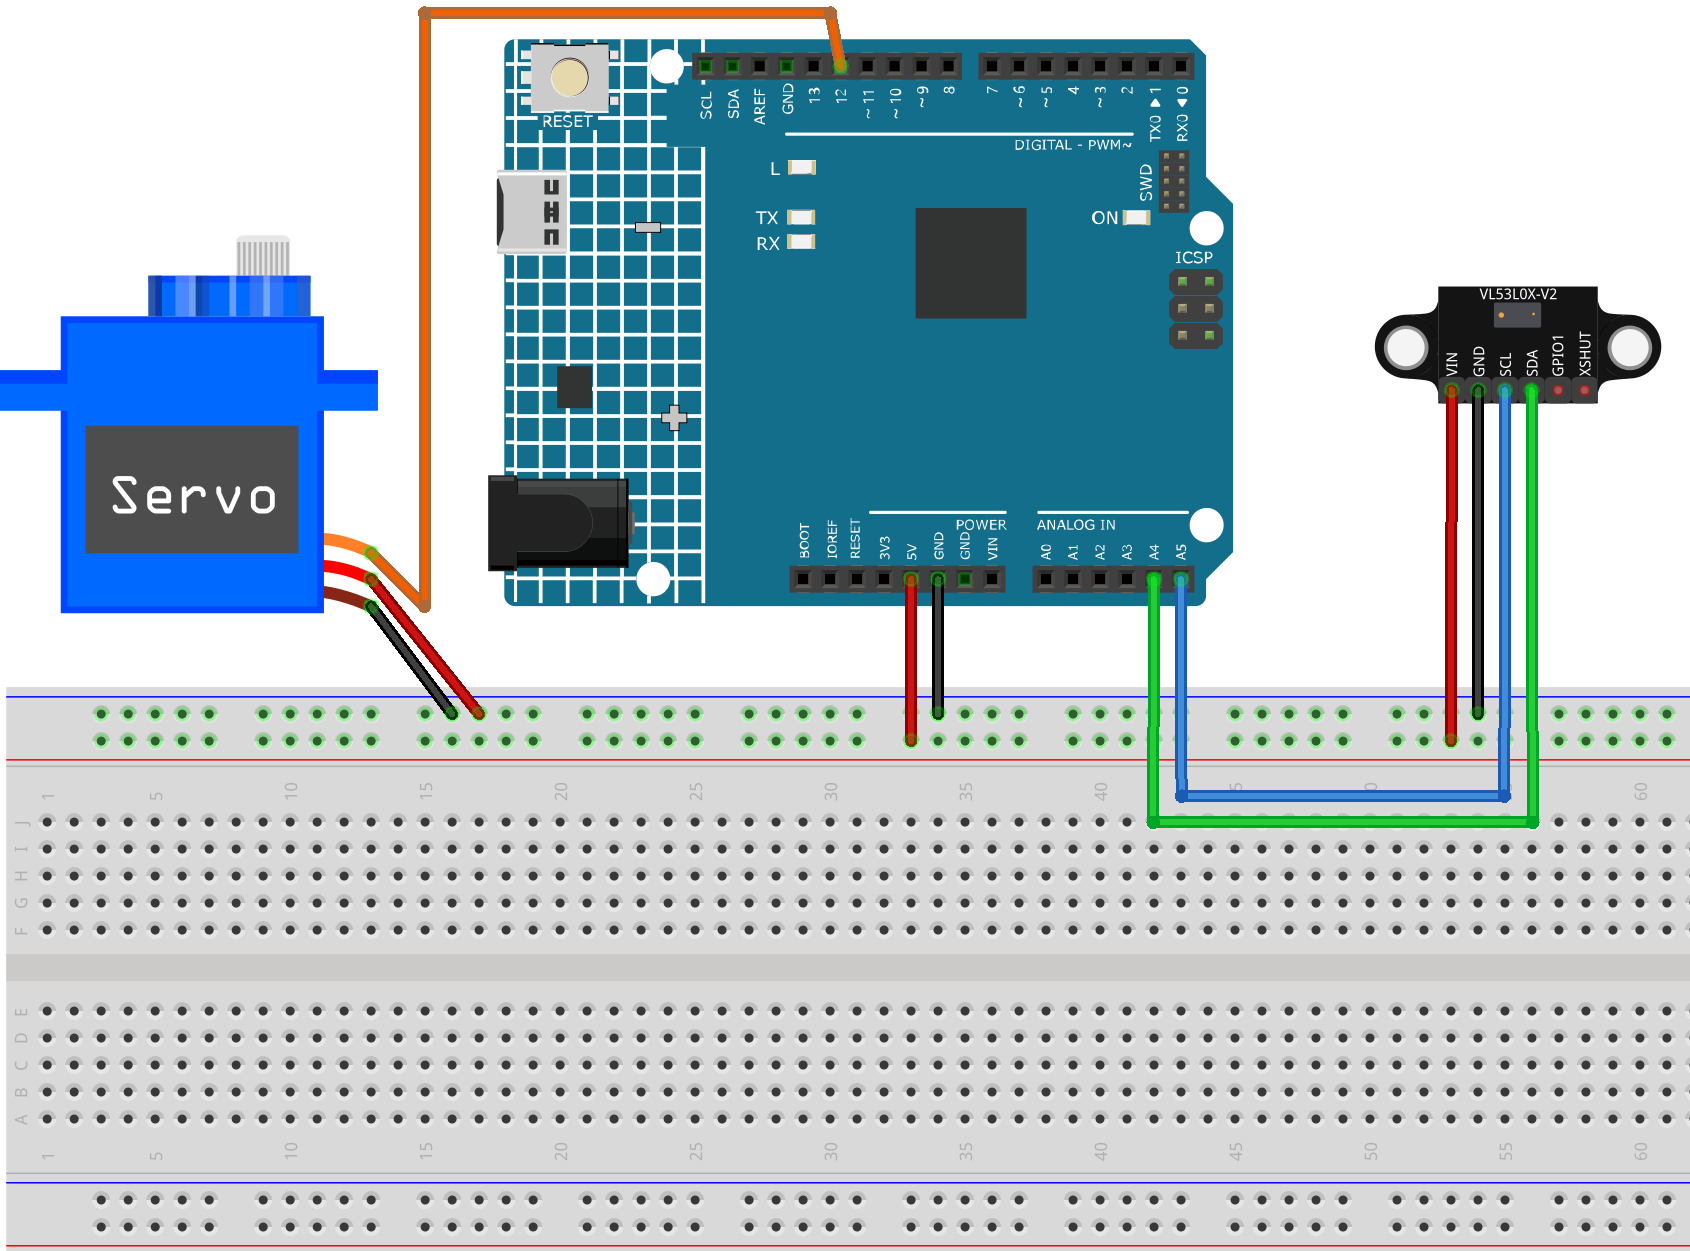 SCL
SDA
AREF
GND
13
12
~11
~10
~9
8
7
~6
~5
4
~3
2
TX0 ▶ 1
RX0 ◀ 0
RESET
DIGITAL - PWM~
L
TX
RX
ON
SWD
ICSP
VL53L0X-V2
VIN
GND
SCL
SDA
GPIO1
XSHUT
Servo
POWER
ANALOG IN
BOOT
IOREF
RESET
3V3
5V
GND
GND
VIN
A0
A1
A2
A3
A4
A5
1 5 10 15 20 25 30 35 40 5 0 55 60
J
I
H
G
F
E
D
C
B
A
1 5 10 15 20 25 30 35 40 45 50 55 60